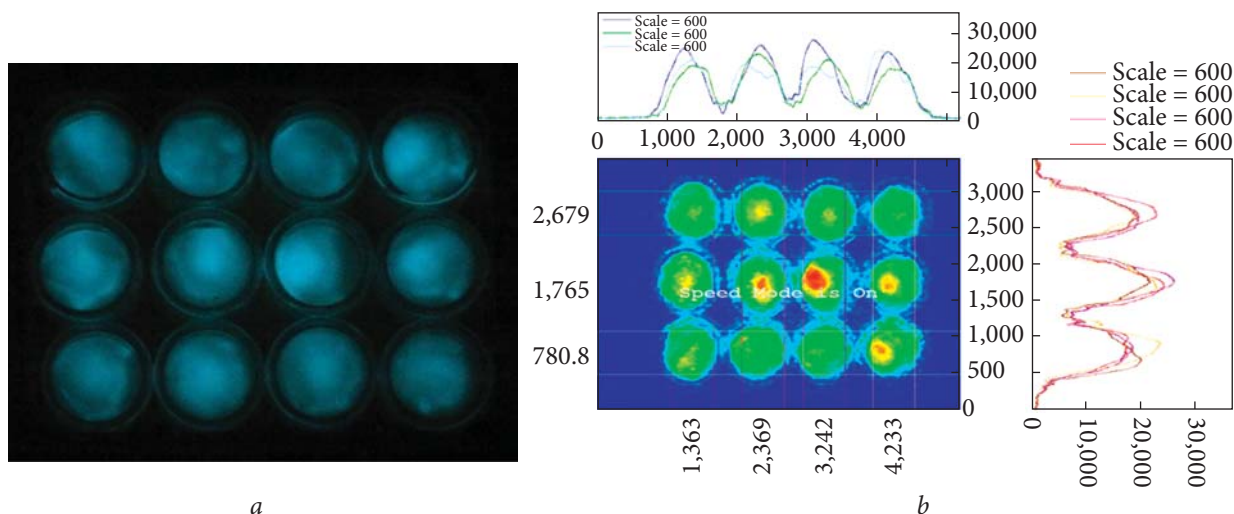 Scale = 600
Scale = 600
Scale = 600
30,000
20,000
10,000
0
0 1,000 2,000 3,000 4,000
Scale = 600
Scale = 600
Scale = 600
Scale = 600
2,679
1,765
780.8
Speed Mode is On
3,000
2,500
2,000
1,500
1,000
500
0
1,363
2,369
3,242
4,233
0
10,000
20,000
30,000
a
b